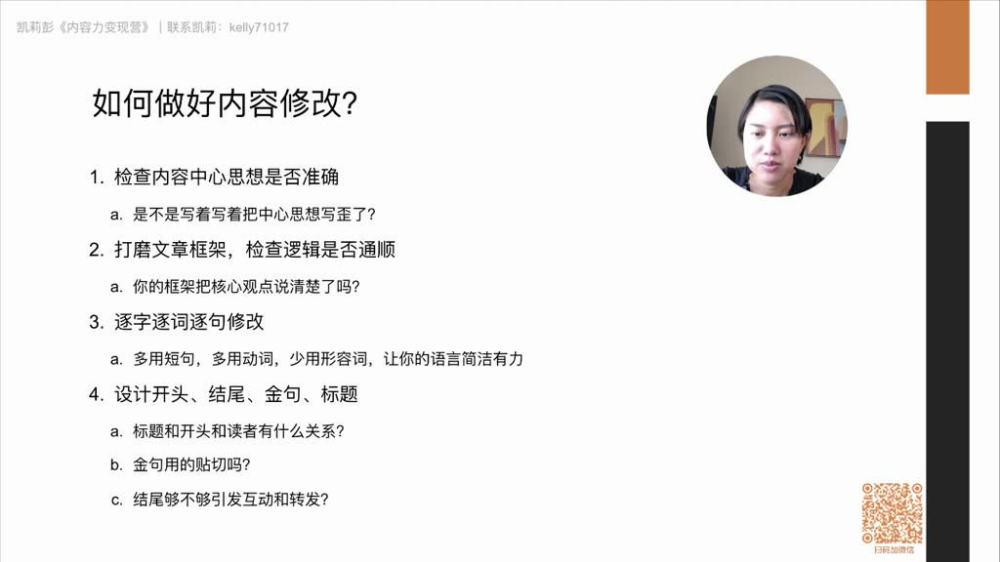 凯莉彭《内容力变现营》｜联系凯莉：kelly71017
如何做好内容修改？
1. 检查内容中心思想是否准确
a. 是不是写着写着把中心思想写歪了？
2. 打磨文章框架，检查逻辑是否通顺
a. 你的框架把核心观点说清楚了吗？
3. 逐字逐词逐句修改
a. 多用短句，多用动词，少用形容词，让你的语言简洁有力
4. 设计开头、结尾、金句、标题
a. 标题和开头和读者有什么关系？
b. 金句用的贴切吗？
c. 结尾够不够引发互动和转发？
扫码加微信